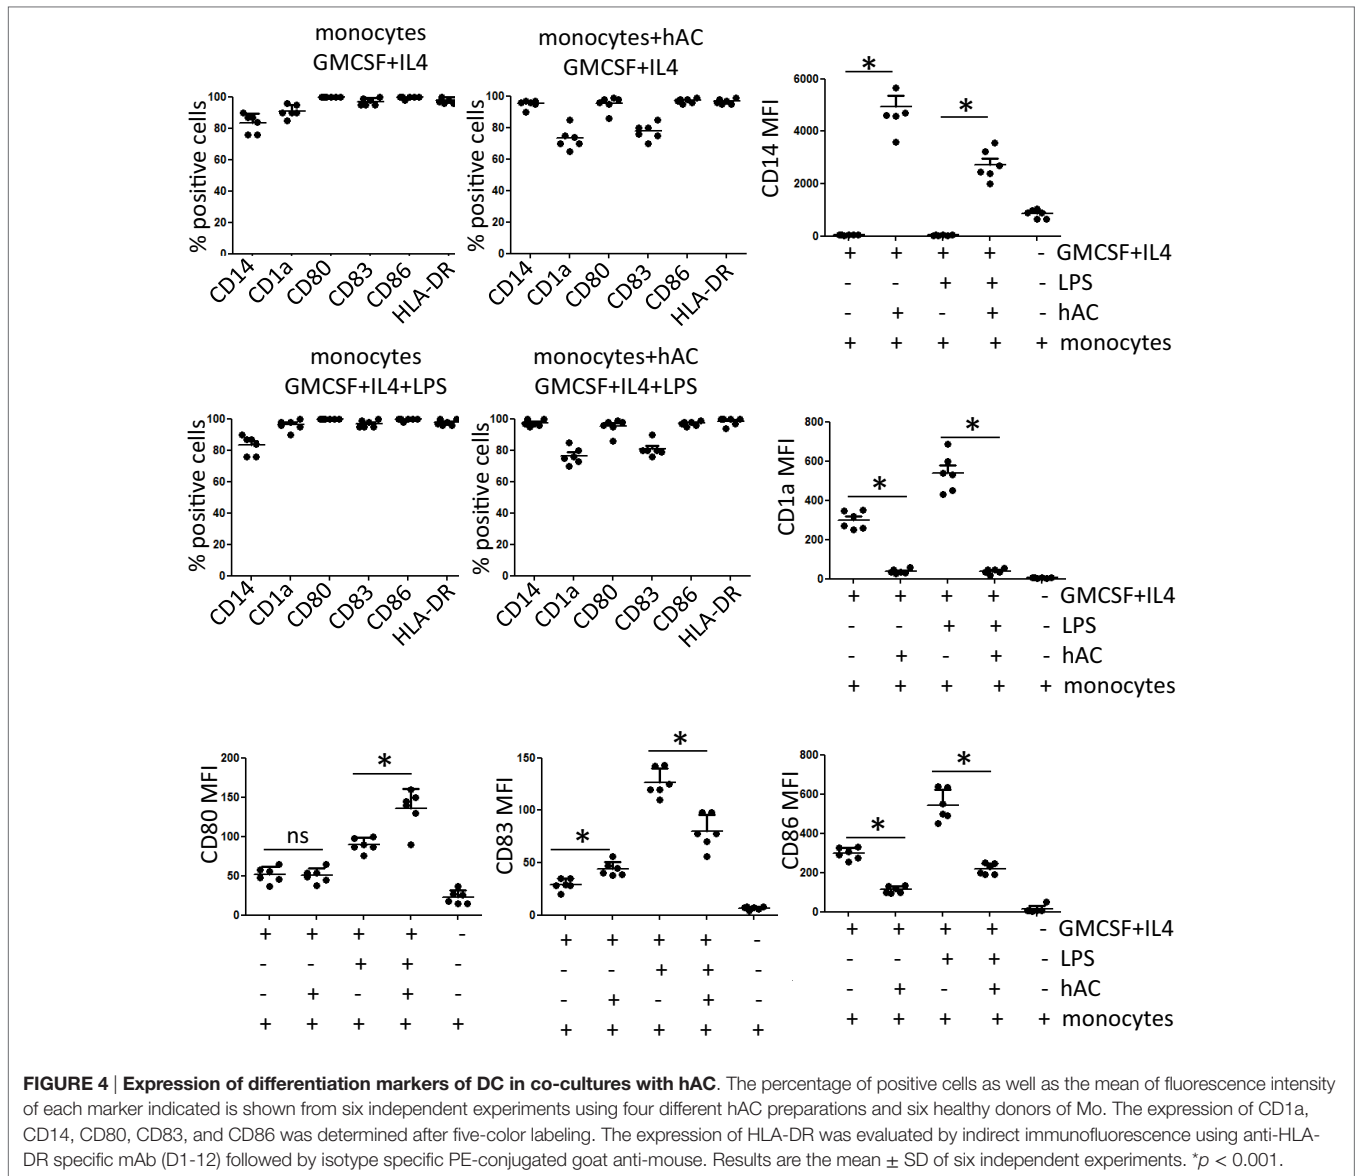 monocytes
GMCSF+IL4
% positive cells
100
80
60
40
20
0
CD14
CD1a
CD80
CD83
CD86
HLA-DR
monocytes+hAC
GMCSF+IL4
% positive cells
100
80
60
40
20
0
CD14
CD1a
CD80
CD83
CD86
HLA-DR
CD14 MFI
6000
4000
2000
0
*
*
+ + + + - GMCSF+IL4
- - + + - LPS
- + - + - hAC
+ + + + + monocytes
monocytes
GMCSF+IL4+LPS
% positive cells
100
80
60
40
20
0
CD14
CD1a
CD80
CD83
CD86
HLA-DR
monocytes+hAC
GMCSF+IL4+LPS
% positive cells
100
80
60
40
20
0
CD14
CD1a
CD80
CD83
CD86
HLA-DR
CD1a MFI
800
600
400
200
0
*
*
+ + + + - GMCSF+IL4
- - + + - LPS
- + - + - hAC
+ + + + + monocytes
CD80 MFI
200
150
100
50
0
ns
*
+ + + + -
- - + + -
- + - + -
+ + + + +
CD83 MFI
150
100
50
0
*
*
+ + + + -
- - + + -
- + - + -
+ + + + +
CD86 MFI
800
600
400
200
0
*
*
+ + + + - GMCSF+IL4
- - + + - LPS
- + - + - hAC
+ + + + + monocytes
FIGURE 4 | Expression of differentiation markers of DC in co-cultures with hAC. The percentage of positive cells as well as the mean of fluorescence intensity
of each marker indicated is shown from six independent experiments using four different hAC preparations and six healthy donors of Mo. The expression of CD1a,
CD14, CD80, CD83, and CD86 was determined after five-color labeling. The expression of HLA-DR was evaluated by indirect immunofluorescence using anti-HLA-
DR specific mAb (D1-12) followed by isotype specific PE-conjugated goat anti-mouse. Results are the mean ± SD of six independent experiments. *p < 0.001.